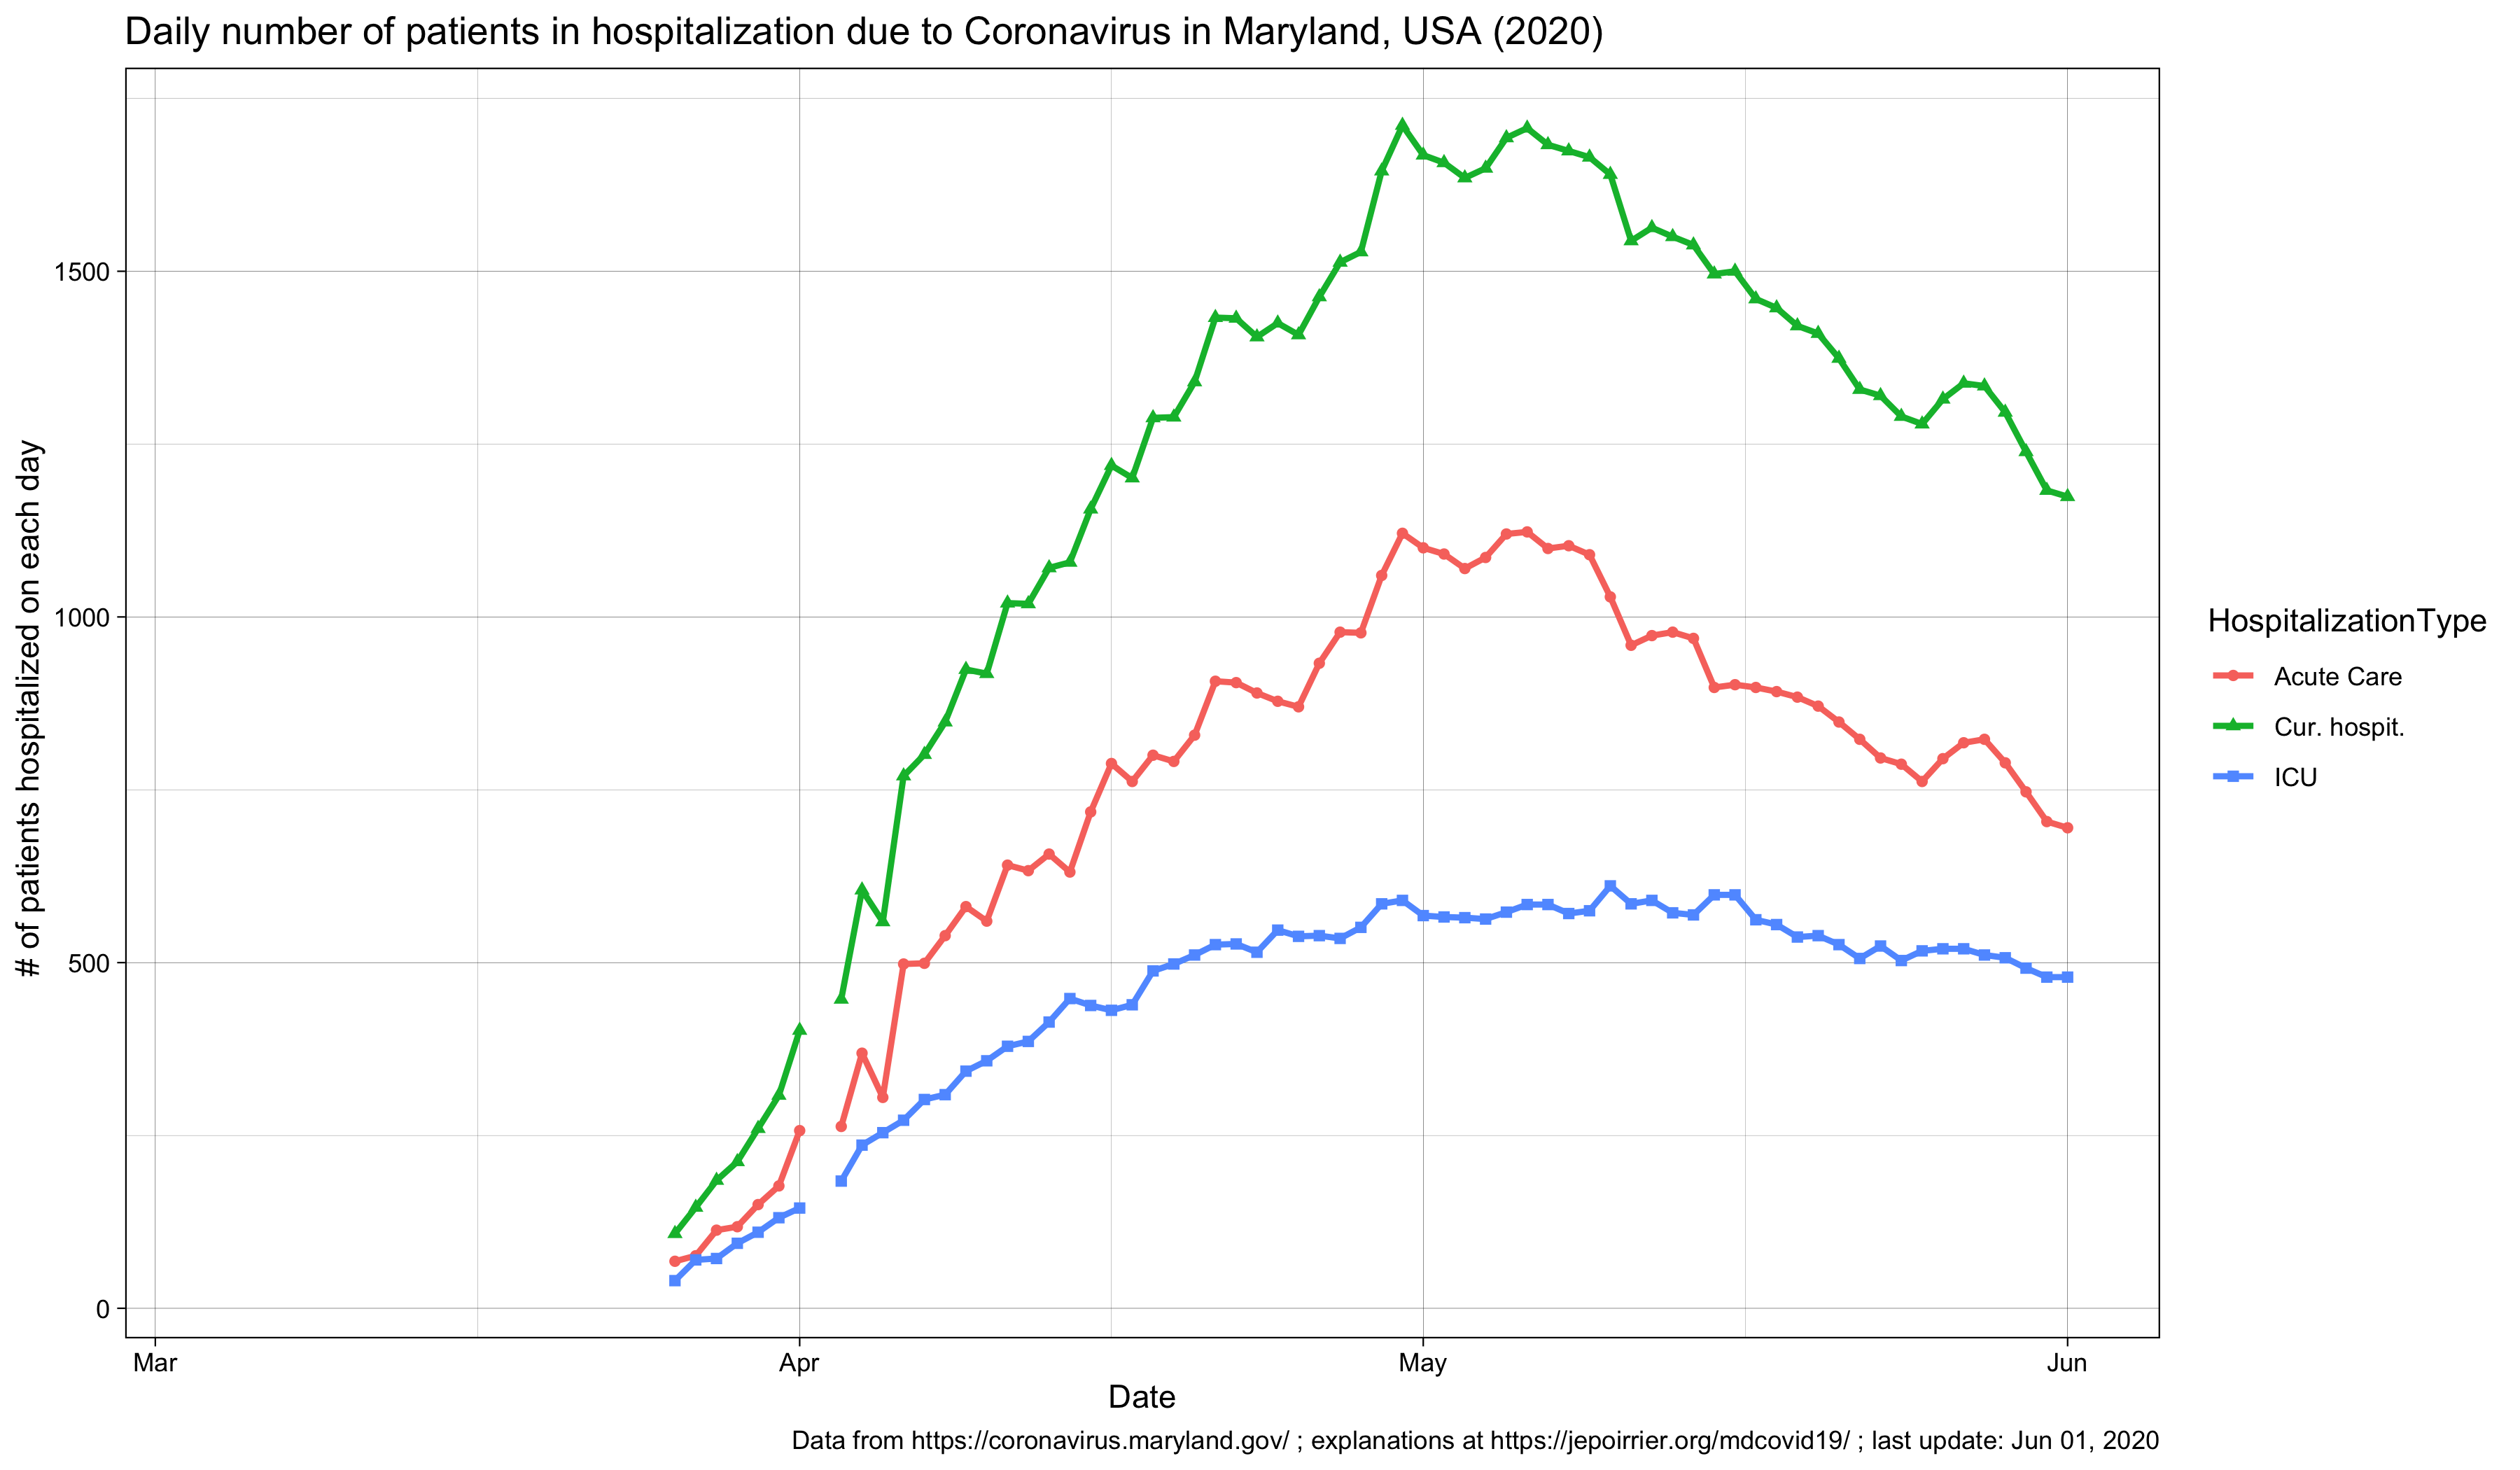 Daily number of patients in hospitalization due to Coronavirus in Maryland, USA (2020)
# of patients hospitalized on each day
1500
1000
500
0
Mar
Apr
May
Jun
Date
HospitalizationType
Acute Care
Cur. hospit.
ICU
Data from https://coronavirus.maryland.gov/ ; explanations at https://jepoirrier.org/mdcovid19/ ; last update: Jun 01, 2020